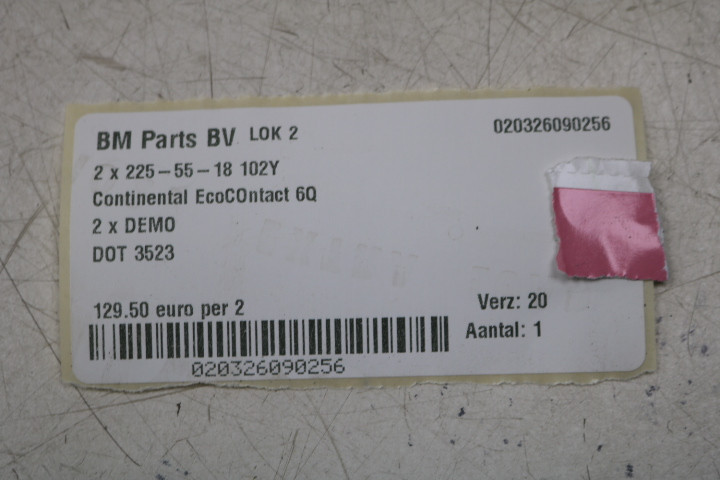 BM Parts BV LOK 2 020326090256
2 x 225-55-18 102Y
Continental EcoCOntact 6Q
2 x DEMO
DOT 3523
129.50 euro per 2 Verz: 20
Aantal: 1
020326090256